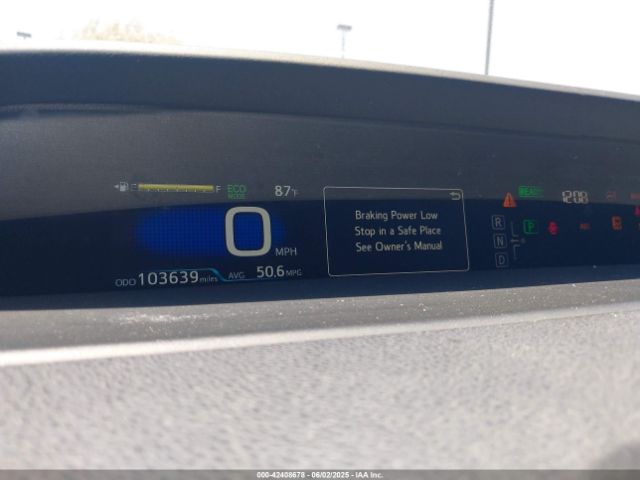 F ECO MODE 87°F
0 MPH
ODO 103639 miles AVG 50.6 MPG
Braking Power Low
Stop in a Safe Place
See Owner's Manual
READY 12:08
R
N
D
P
000-42408678 - 06/02/2025 - IAA Inc.